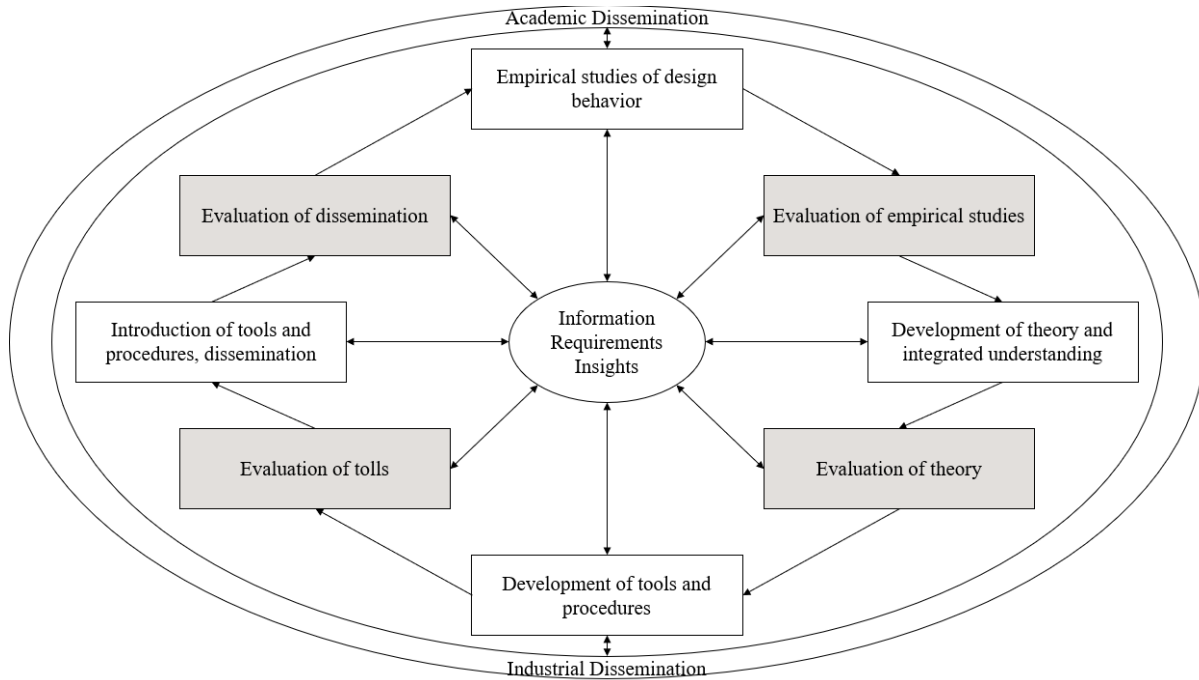 Academic Dissemination
Empirical studies of design
behavior
Evaluation of dissemination
Evaluation of empirical studies
Introduction of tools and
procedures, dissemination
Information
Requirements
Insights
Development of theory and
integrated understanding
Evaluation of tolls
Evaluation of theory
Development of tools and
procedures
Industrial Dissemination